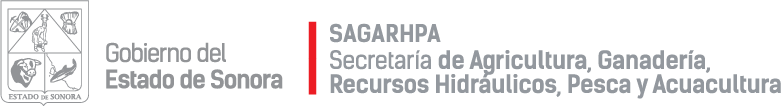 ESTADO DE SONORA
Gobierno del
Estado de Sonora
SAGARHPA
Secretaría de Agricultura, Ganadería,
Recursos Hidráulicos, Pesca y Acuacultura